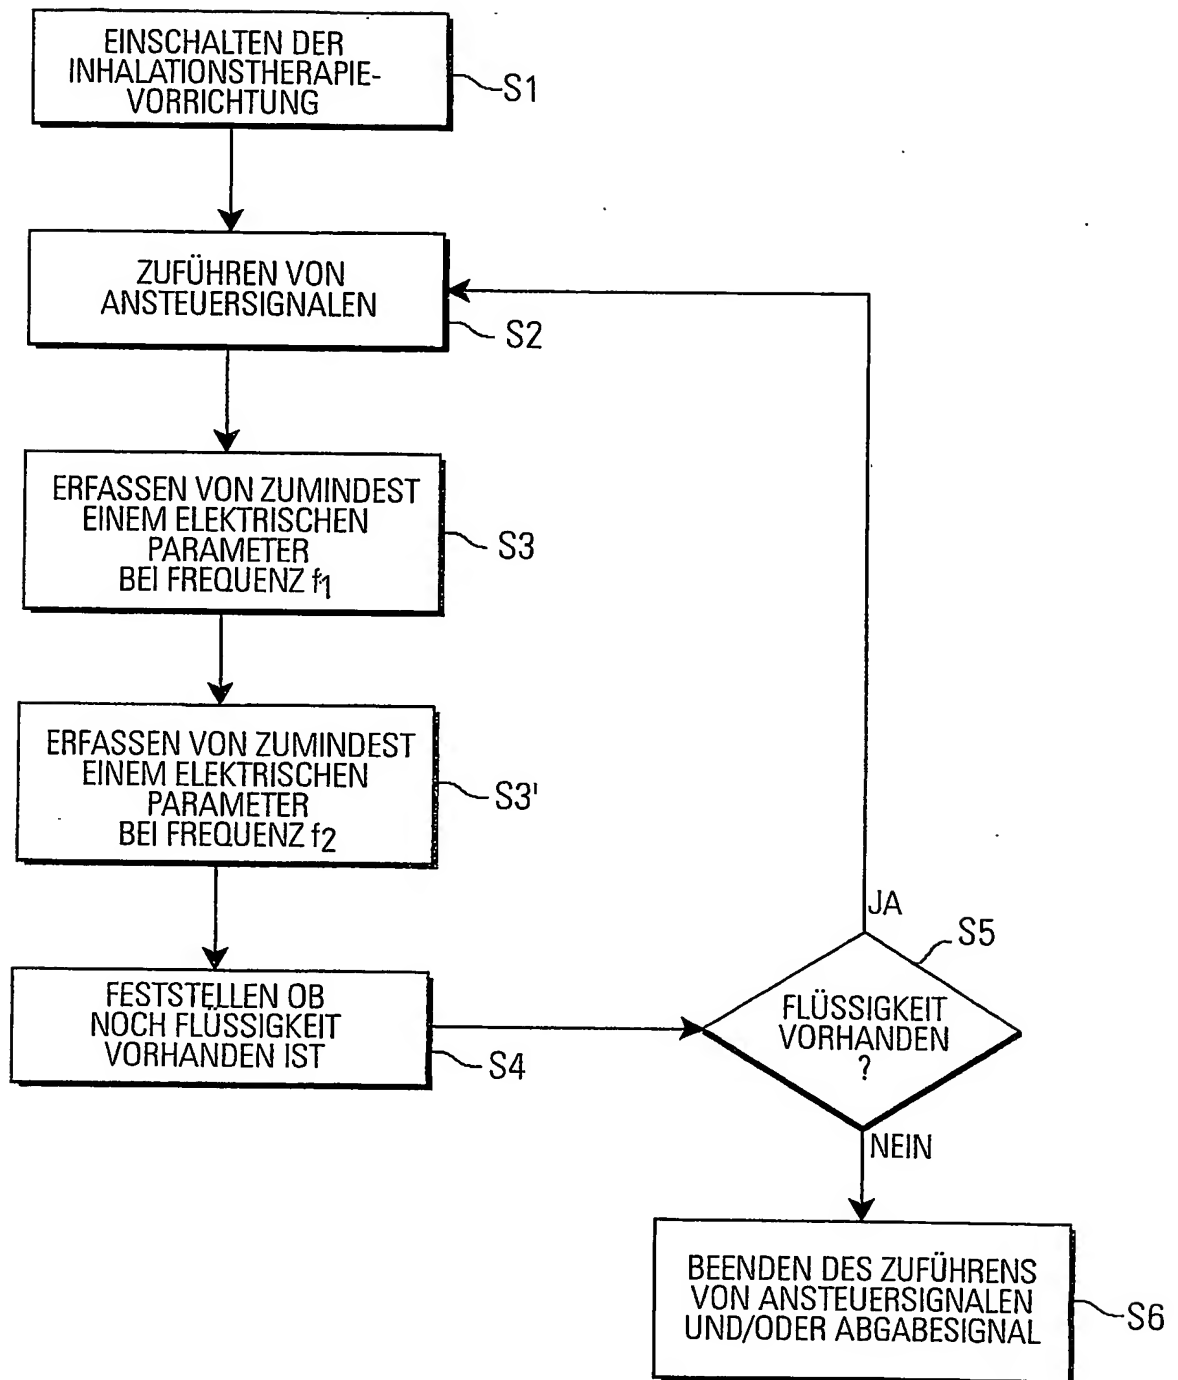 EINSCHALTEN DER
INHALATIONSTHERAPIE-
VORRICHTUNG
S1
ZUFÜHREN VON
ANSTEUERSIGNALEN
S2
ERFASSEN VON ZUMINDEST
EINEM ELEKTRISCHEN
PARAMETER
BEI FREQUENZ f1
S3
ERFASSEN VON ZUMINDEST
EINEM ELEKTRISCHEN
PARAMETER
BEI FREQUENZ f2
S3'
FESTSTELLEN OB
NOCH FLÜSSIGKEIT
VORHANDEN IST
S4
JA
S5
FLÜSSIGKEIT
VORHANDEN
?
NEIN
BEENDEN DES ZUFÜHRENS
VON ANSTEUERSIGNALEN
UND/ODER ABGABESIGNAL
S6